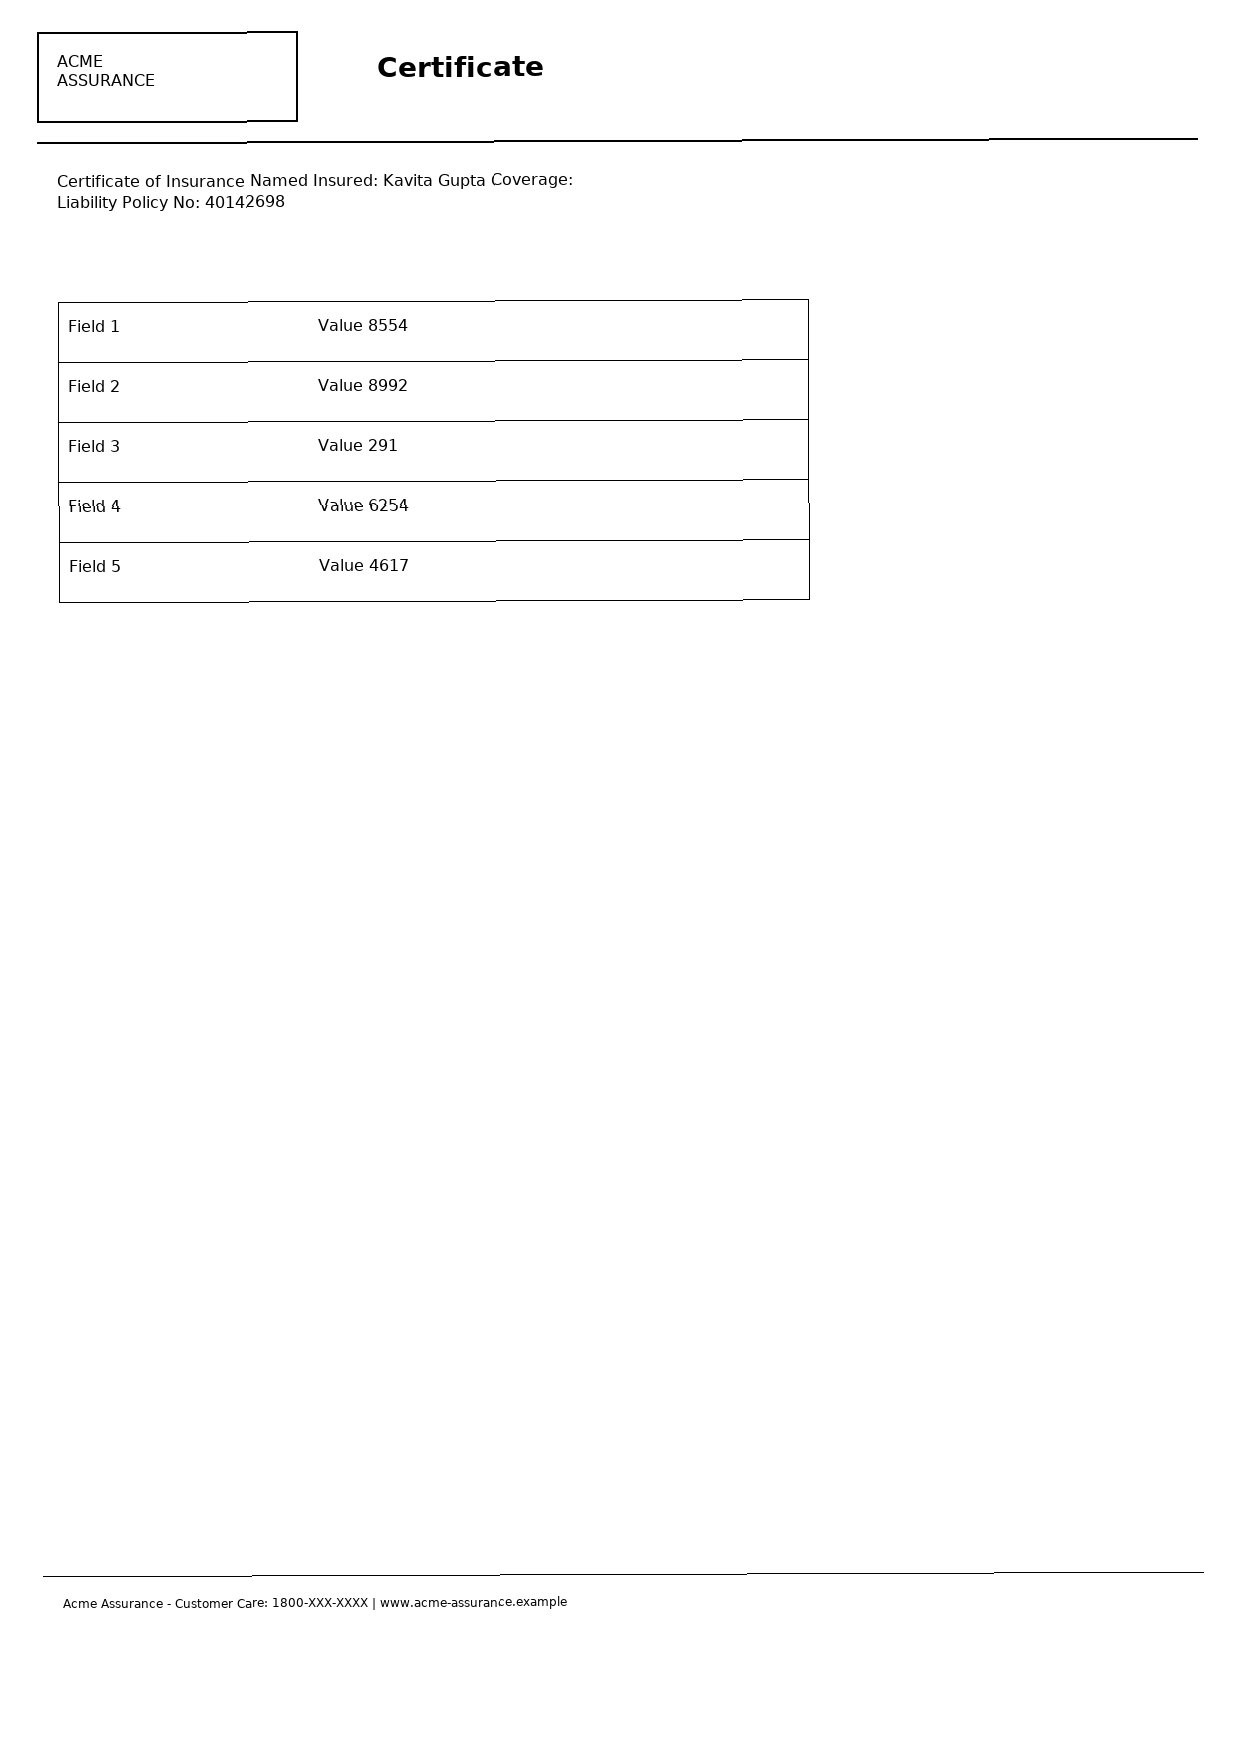 ACME
ASSURANCE
Certificate
Certificate of Insurance Named Insured: Kavita Gupta Coverage:
Liability Policy No: 40142698
Field 1 Value 8554
Field 2 Value 8992
Field 3 Value 291
Field 4 Value 6254
Field 5 Value 4617
Acme Assurance - Customer Care: 1800-XXX-XXXX | www.acme-assurance.example